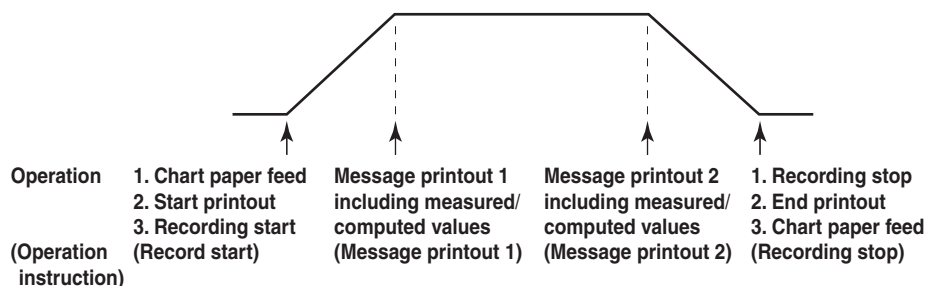 Operation 1. Chart paper feed Message printout 1 Message printout 2 1. Recording stop
2. Start printout including measured/ including measured/ 2. End printout
3. Recording start computed values computed values 3. Chart paper feed
(Operation (Record start) (Message printout 1) (Message printout 2) (Recording stop)
instruction)